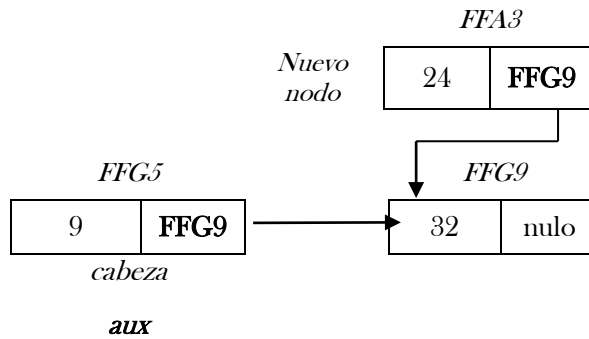 FFA3
Nuevo
nodo
24
FFG9
FFG5
FFG9
9
FFG9
32
nulo
cabeza
aux